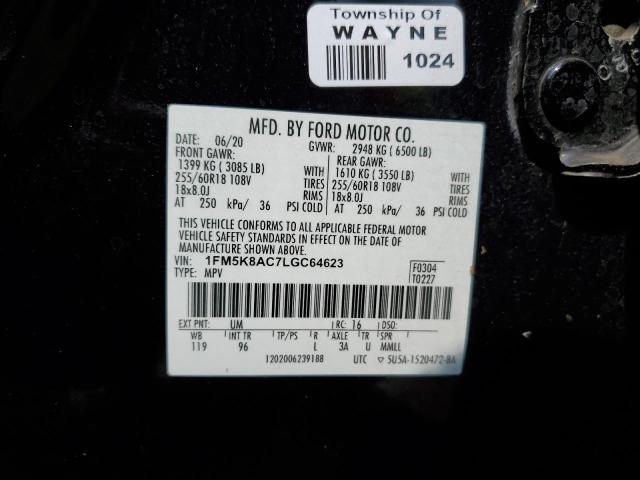 Township Of
WAYNE
1024
MFD. BY FORD MOTOR CO.
DATE: 06/20 GVWR: 2948 KG ( 6500 LB)
FRONT GAWR: REAR GAWR:
1399 KG ( 3085 LB) WITH 1610 KG ( 3550 LB) WITH
255/60R18 108V TIRES 255/60R18 108V TIRES
18x8.0J RIMS 18x8.0J RIMS
AT 250 kPa/ 36 PSI COLD AT 250 kPa/ 36 PSI COLD
THIS VEHICLE CONFORMS TO ALL APPLICABLE FEDERAL MOTOR
VEHICLE SAFETY STANDARDS IN EFFECT ON THE DATE OF
MANUFACTURE SHOWN ABOVE.
VIN: 1FM5K8AC7LGC64623 F0304
TYPE: MPV T0227
EXT PNT: UM RC: 16 DSO:
WB INT TR TP/PS R AXLE TR SPR
119 96 L 3A U MMLL
1202006239188 UTC ▽ 5U5A-1520472-BA